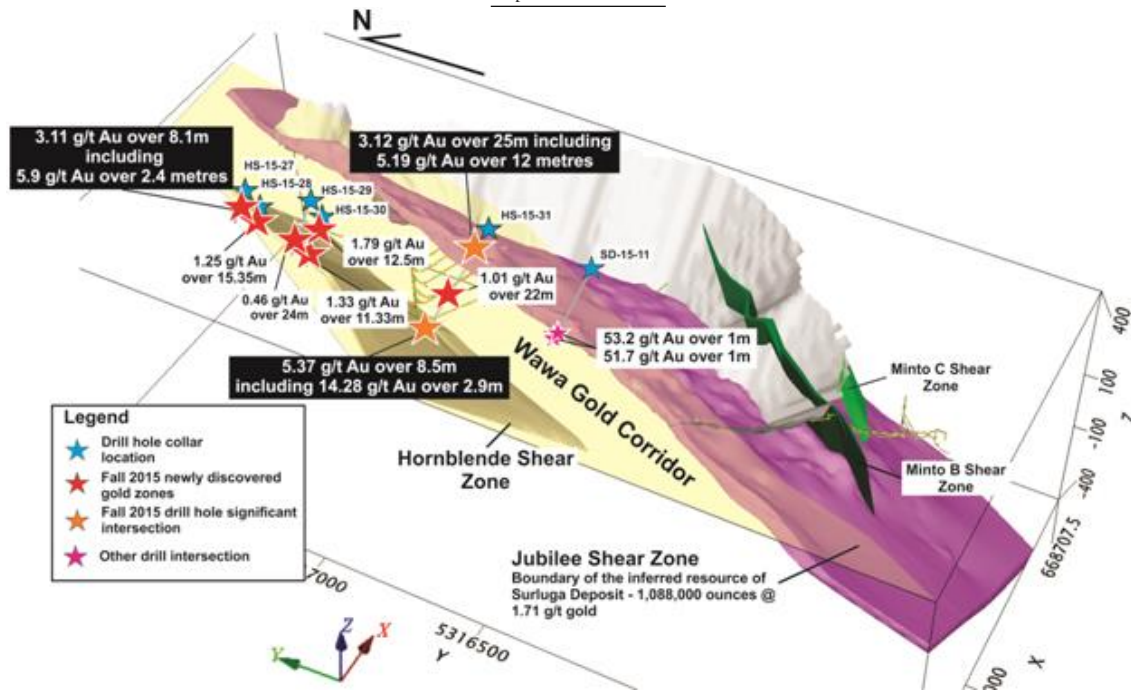 N
3.11 g/t Au over 8.1m
including
5.9 g/t Au over 2.4 metres
3.12 g/t Au over 25m including
5.19 g/t Au over 12 metres
HS-15-27
HS-15-28
HS-15-29
HS-15-30
HS-15-31
SD-15-11
1.25 g/t Au
over 15.35m
0.46 g/t Au
over 24m
1.79 g/t Au
over 12.5m
1.33 g/t Au
over 11.33m
1.01 g/t Au
over 22m
53.2 g/t Au over 1m
51.7 g/t Au over 1m
5.37 g/t Au over 8.5m
including 14.28 g/t Au over 2.9m
Wawa Gold Corridor
Hornblende Shear
Zone
Minto C Shear
Zone
Minto B Shear
Zone
Jubilee Shear Zone
Boundary of the inferred resource of
Surluga Deposit - 1,088,000 ounces @
1.71 g/t gold
Legend
Drill hole collar
location
Fall 2015 newly discovered
gold zones
Fall 2015 drill hole significant
intersection
Other drill intersection
400
100
Z
-100
-400
668707.5
X
5316500
Y
Z
X
Y